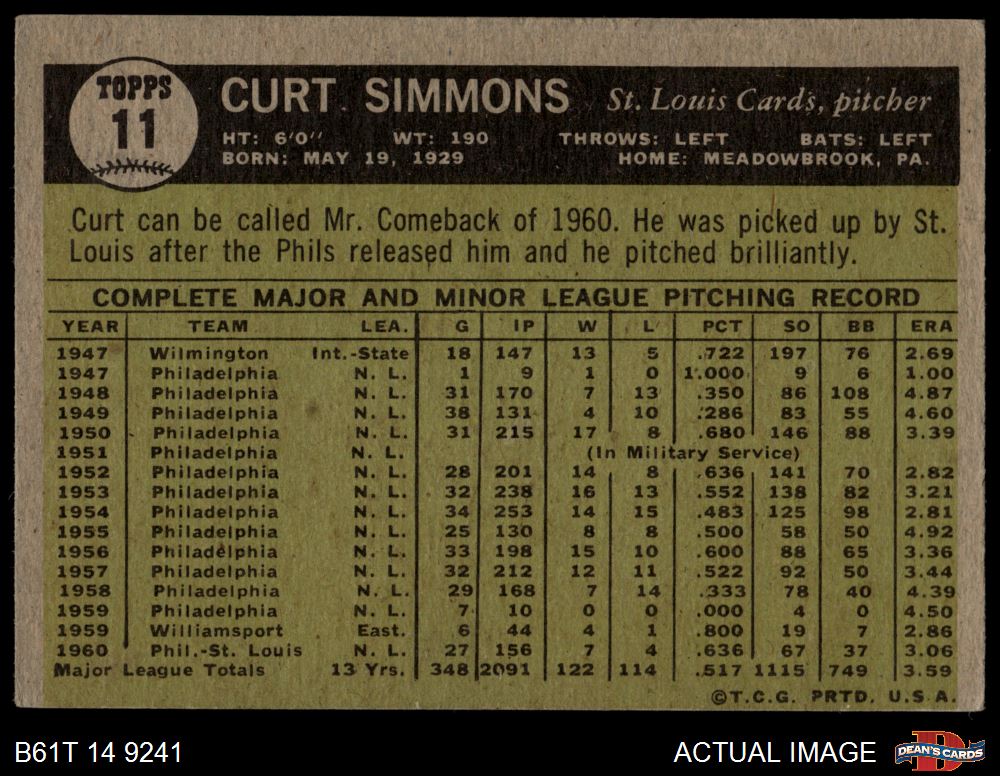 TOPPS
11
CURT SIMMONS St. Louis Cards, pitcher
HT: 6'0" WT: 190 THROWS: LEFT BATS: LEFT
BORN: MAY 19, 1929 HOME: MEADOWBROOK, PA.
Curt can be called Mr. Comeback of 1960. He was picked up by St.
Louis after the Phils released him and he pitched brilliantly.
COMPLETE MAJOR AND MINOR LEAGUE PITCHING RECORD
YEAR TEAM LEA. G IP W L PCT SO BB ERA
1947 Wilmington Int.-State 18 147 13 5 .722 197 76 2.69
1947 Philadelphia N. L. 1 9 1 0 1.000 9 6 1.00
1948 Philadelphia N. L. 31 170 7 13 .350 86 108 4.87
1949 Philadelphia N. L. 38 131 4 10 .286 83 55 4.60
1950 Philadelphia N. L. 31 215 17 8 .680 146 88 3.39
1951 Philadelphia N. L. (In Military Service)
1952 Philadelphia N. L. 28 201 14 8 .636 141 70 2.82
1953 Philadelphia N. L. 32 238 16 13 .552 138 82 3.21
1954 Philadelphia N. L. 34 253 14 15 .483 125 98 2.81
1955 Philadelphia N. L. 25 130 8 8 .500 58 50 4.92
1956 Philadelphia N. L. 33 198 15 10 .600 88 65 3.36
1957 Philadelphia N. L. 32 212 12 11 .522 92 50 3.44
1958 Philadelphia N. L. 29 168 7 14 .333 78 40 4.39
1959 Philadelphia N. L. 7 10 0 0 .000 4 0 4.50
1959 Williamsport East. 6 44 4 1 .800 19 7 2.86
1960 Phil.-St. Louis N. L. 27 156 7 4 .636 67 37 3.06
Major League Totals 13 Yrs. 348 2091 122 114 .517 1115 749 3.59
©T.C.G. PRTD. U.S.A.
B61T 14 9241 ACTUAL IMAGE DEAN'S CARDS